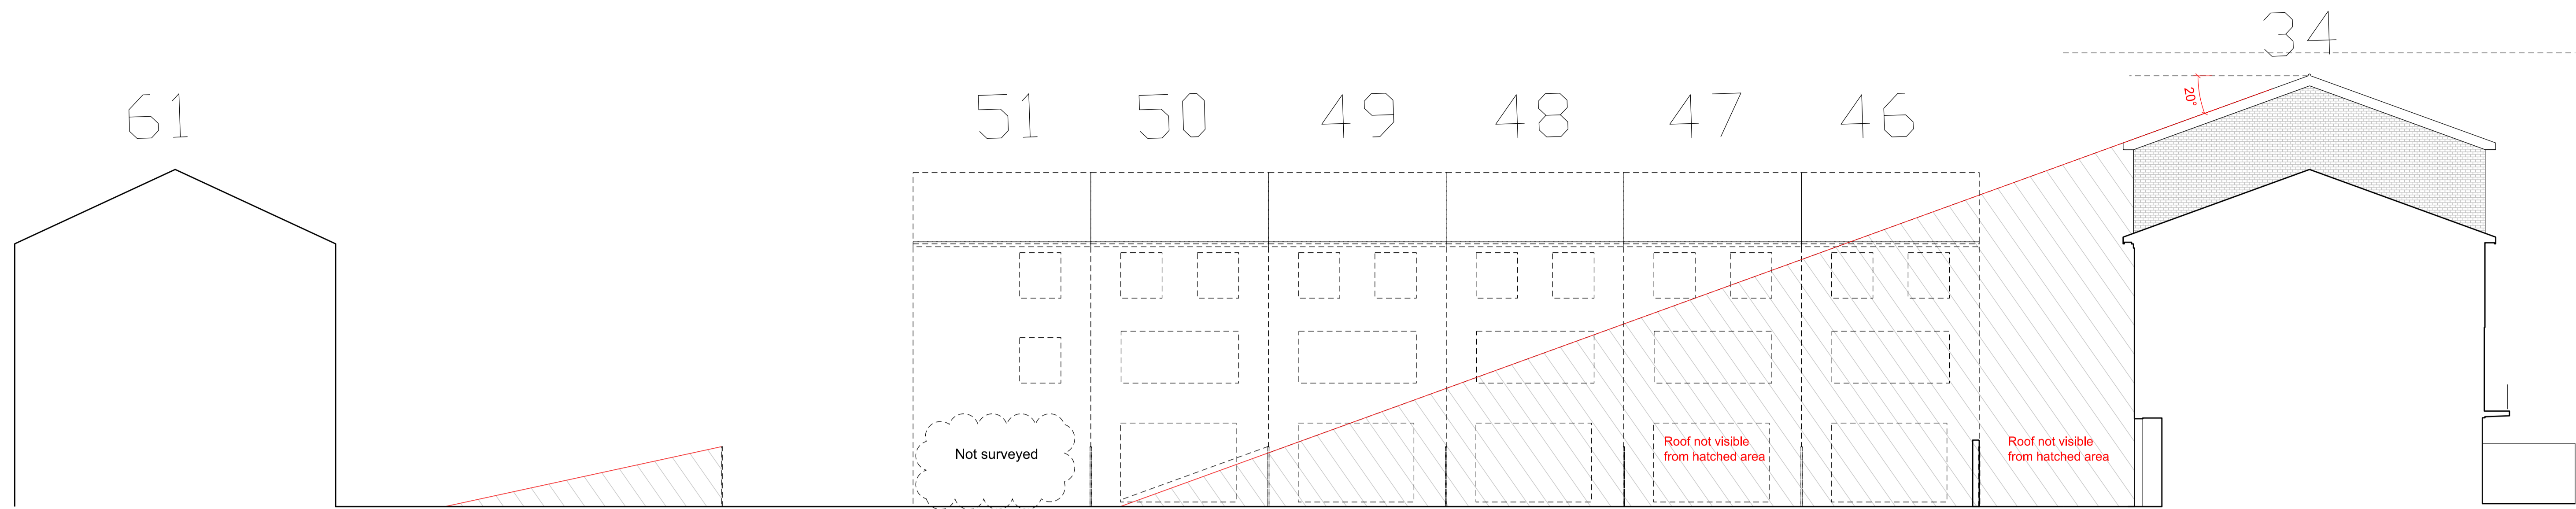 34
61
51
50
49
48
47
46
20°
Not surveyed
Roof not visible
from hatched area
Roof not visible
from hatched area